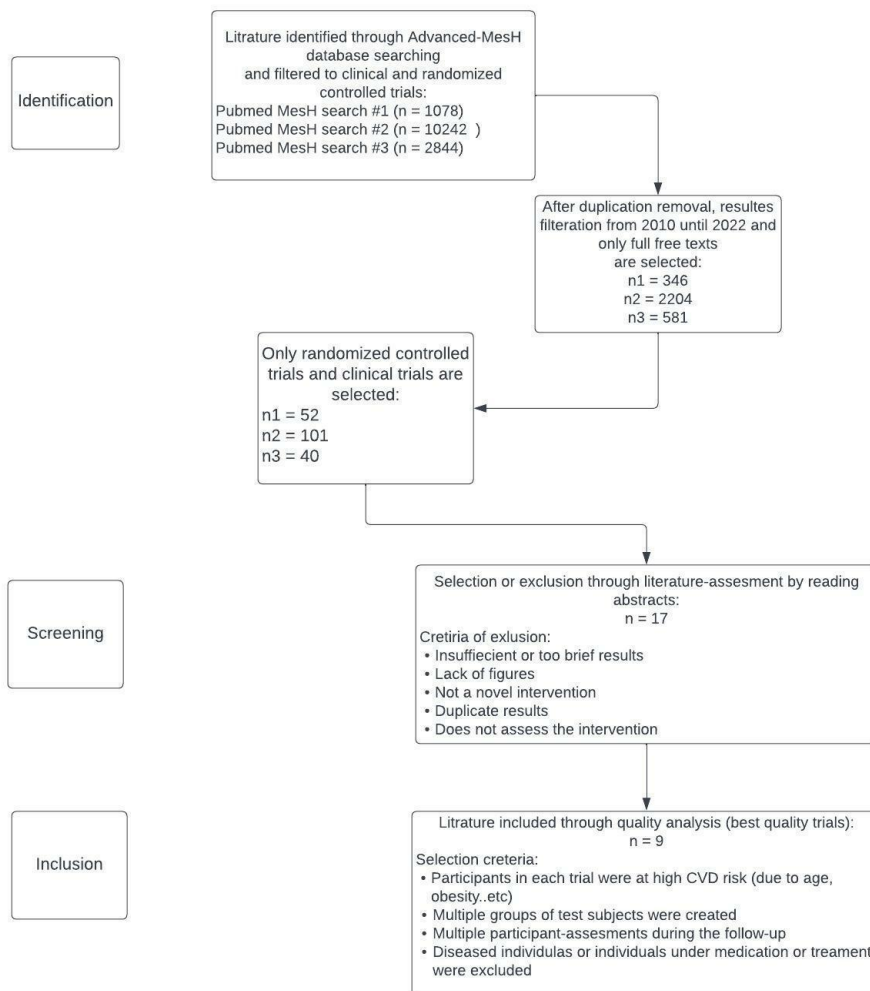 Identification
Litrature identified through Advanced-MesH
database searching
and filtered to clinical and randomized
controlled trials:
Pubmed MesH search #1 (n = 1078)
Pubmed MesH search #2 (n = 10242  )
Pubmed MesH search #3 (n = 2844)
After duplication removal, resultes
filteration from 2010 until 2022 and
only full free texts
are selected:
n1 = 346
n2 = 2204
n3 = 581
Only randomized controlled
trials and clinical trials are
selected:
n1 = 52
n2 = 101
n3 = 40
Screening
Selection or exclusion through literature-assesment by reading
abstracts:
n = 17
Cretiria of exlusion:
• Insuffiecient or too brief results
• Lack of figures
• Not a novel intervention
• Duplicate results
• Does not assess the intervention
Inclusion
Litrature included through quality analysis (best quality trials):
n = 9
Selection creteria:
• Participants in each trial were at high CVD risk (due to age,
obesity..etc)
• Multiple groups of test subjects were created
• Multiple participant-assesments during the follow-up
• Diseased individulas or individuals under medication or treament
were excluded